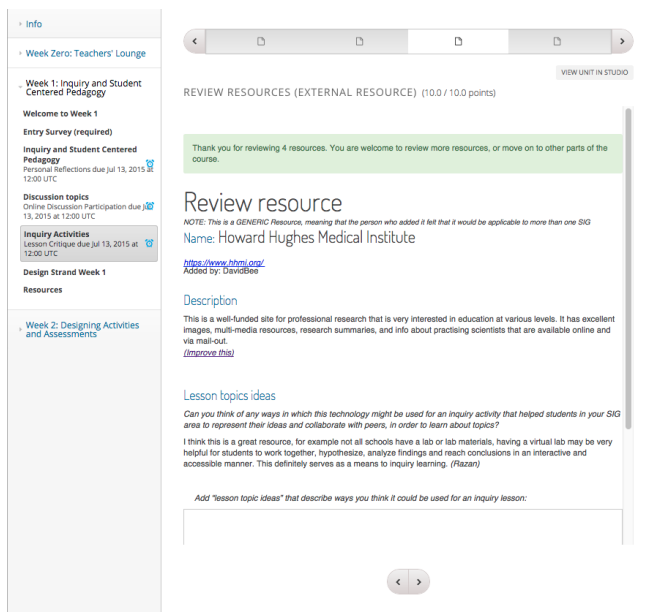 Info
Week Zero: Teachers' Lounge
Week 1: Inquiry and Student
Centered Pedagogy
Welcome to Week 1
Entry Survey (required)
Inquiry and Student Centered
Pedagogy
Personal Reflections due Jul 13, 2015 at
12:00 UTC
Discussion topics
Online Discussion Participation due Jul
13, 2015 at 12:00 UTC
Inquiry Activities
Lesson Critique due Jul 13, 2015 at
12:00 UTC
Design Strand Week 1
Resources
Week 2: Designing Activities
and Assessments
VIEW UNIT IN STUDIO
REVIEW RESOURCES (EXTERNAL RESOURCE) (10.0 / 10.0 points)
Thank you for reviewing 4 resources. You are welcome to review more resources, or move on to other parts of the
course.
Review resource
NOTE: This is a GENERIC Resource, meaning that the person who added it felt that it would be applicable to more than one SIG
Name: Howard Hughes Medical Institute
https://www.hhmi.org/
Added by: DavidBee
Description
This is a well-funded site for professional research that is very interested in education at various levels. It has excellent
images, multi-media resources, research summaries, and info about practising scientists that are available online and
via mail-out.
(Improve this)
Lesson topics ideas
Can you think of any ways in which this technology might be used for an inquiry activity that helped students in your SIG
area to represent their ideas and collaborate with peers, in order to learn about topics?
I think this is a great resource, for example not all schools have a lab or lab materials, having a virtual lab may be very
helpful for students to work together, hypothesize, analyze findings and reach conclusions in an interactive and
accessible manner. This definitely serves as a means to inquiry learning. (Razan)
Add "lesson topic ideas" that describe ways you think it could be used for an inquiry lesson: